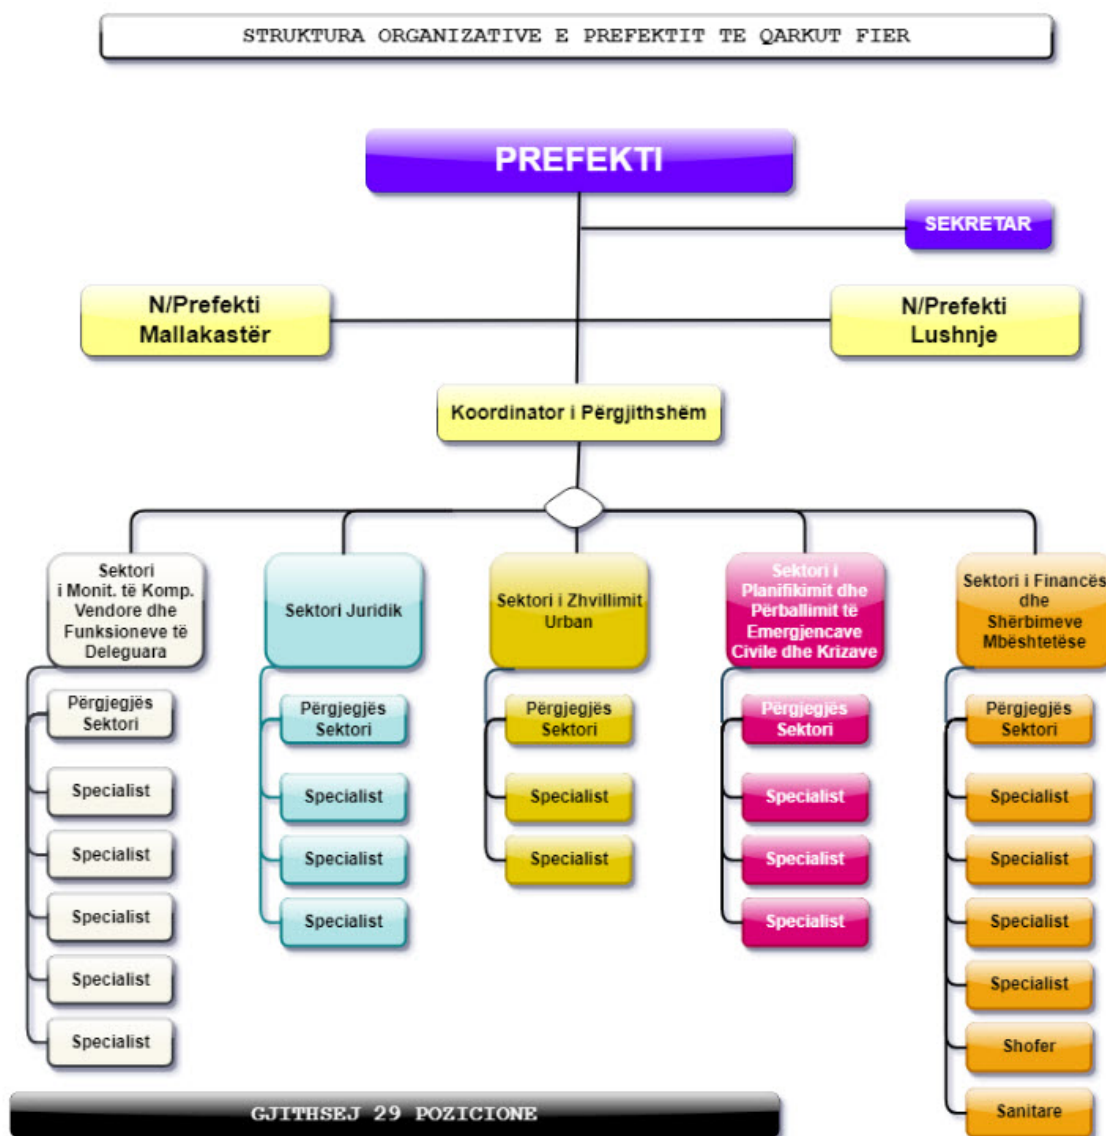 STRUKTURA ORGANIZATIVE E PREFEKTIT TE QARKUT FIER
PREFEKTI
SEKRETAR
N/Prefekti
Mallakastër
N/Prefekti
Lushnje
Koordinator i Përgjithshëm
Sektori
i Monit. të Komp.
Vendore dhe
Funksioneve të
Deleguara
Përgjegjës
Sektori
Specialist
Specialist
Specialist
Specialist
Specialist
Sektori Juridik
Përgjegjës
Sektori
Specialist
Specialist
Specialist
Sektori i Zhvillimit
Urban
Përgjegjës
Sektori
Specialist
Specialist
Sektori i
Planifikimit dhe
Përballimit të
Emergjencave
Civile dhe Krizave
Përgjegjës
Sektori
Specialist
Specialist
Specialist
Sektori i Financës
dhe
Shërbimeve
Mbështetëse
Përgjegjës
Sektori
Specialist
Specialist
Specialist
Specialist
Shofer
Sanitare
GJITHSEJ 29 POZICIONE